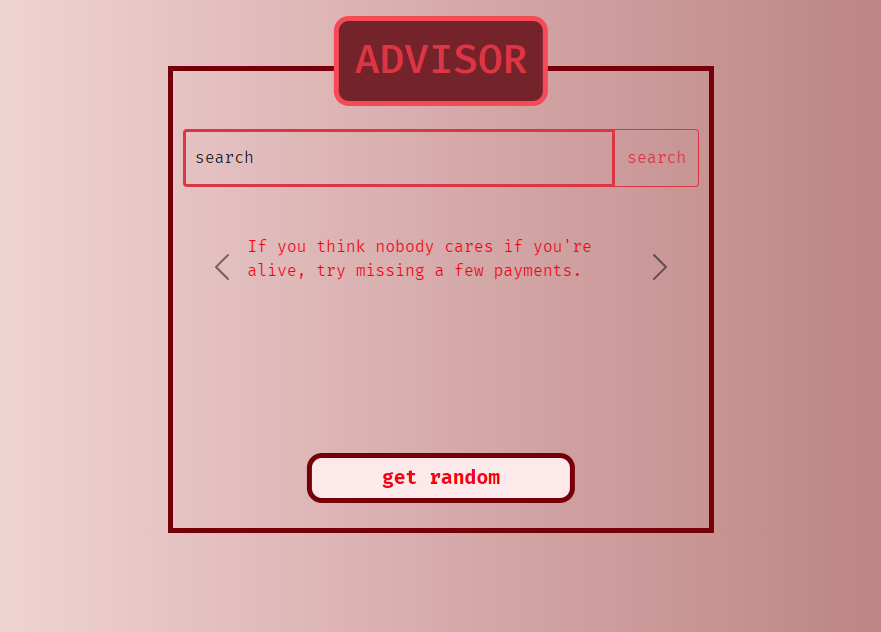 ADVISOR
search search
If you think nobody cares if you're
alive, try missing a few payments.
get random